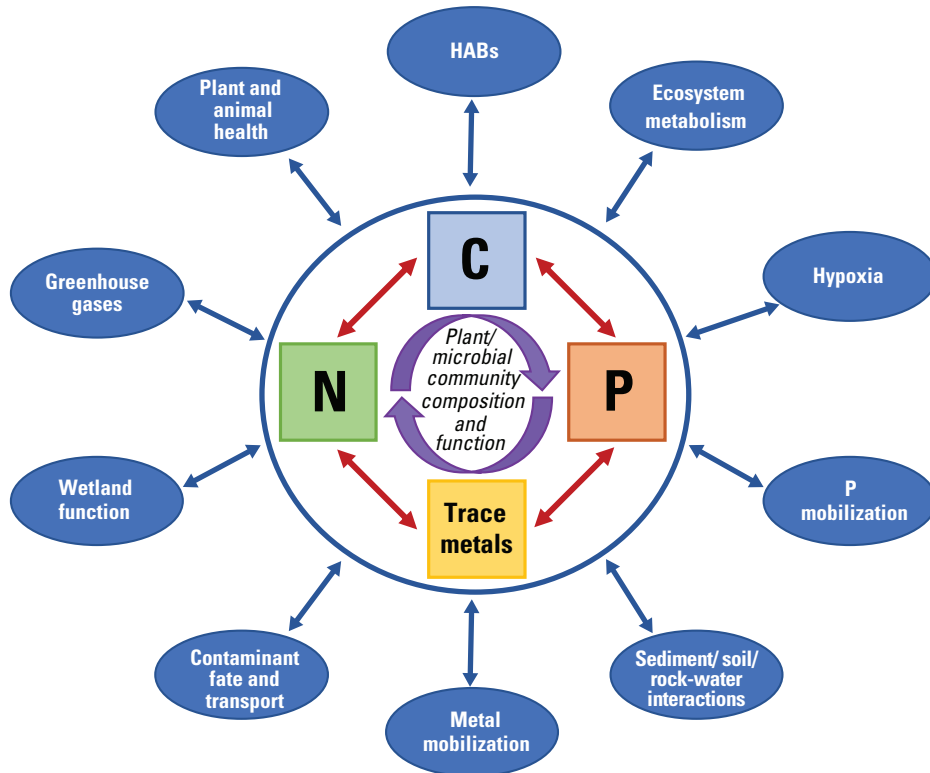 HABs
Plant and
animal
health
Ecosystem
metabolism
Greenhouse
gases
Hypoxia
C
N
P
Plant/
microbial
community
composition
and
function
Trace
metals
Wetland
function
P
mobilization
Contaminant
fate and
transport
Sediment/ soil/
rock-water
interactions
Metal
mobilization